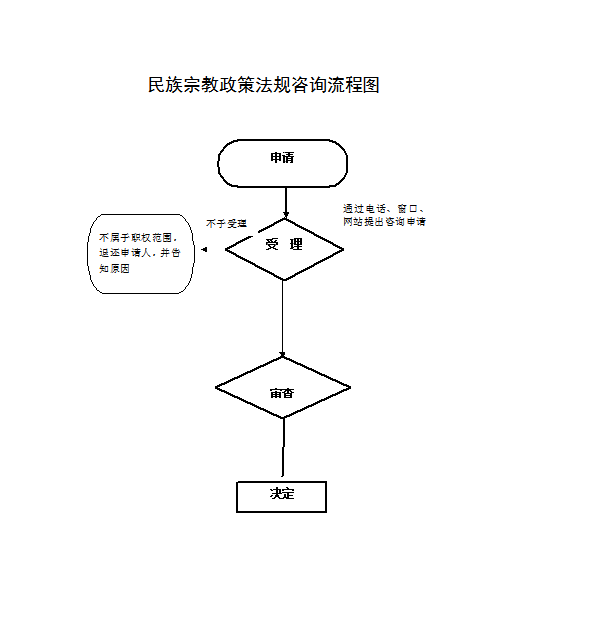 民族宗教政策法规咨询流程图
申请
通过电话、窗口、
网站提出咨询申请
不予受理
受 理
不属于职权范围，
退还申请人，并告
知原因
审查
决定